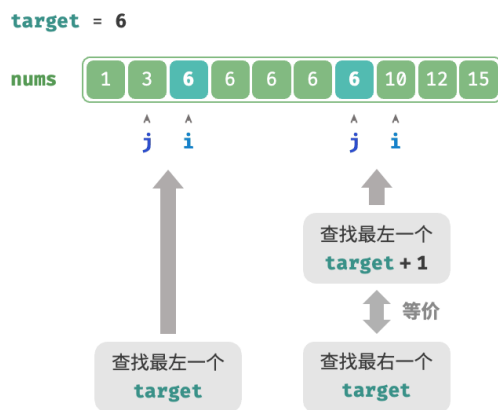 target = 6
nums 1 3 6 6 6 6 6 10 12 15
j i j i
查找最左一个
target + 1
等价
查找最左一个
target
查找最右一个
target